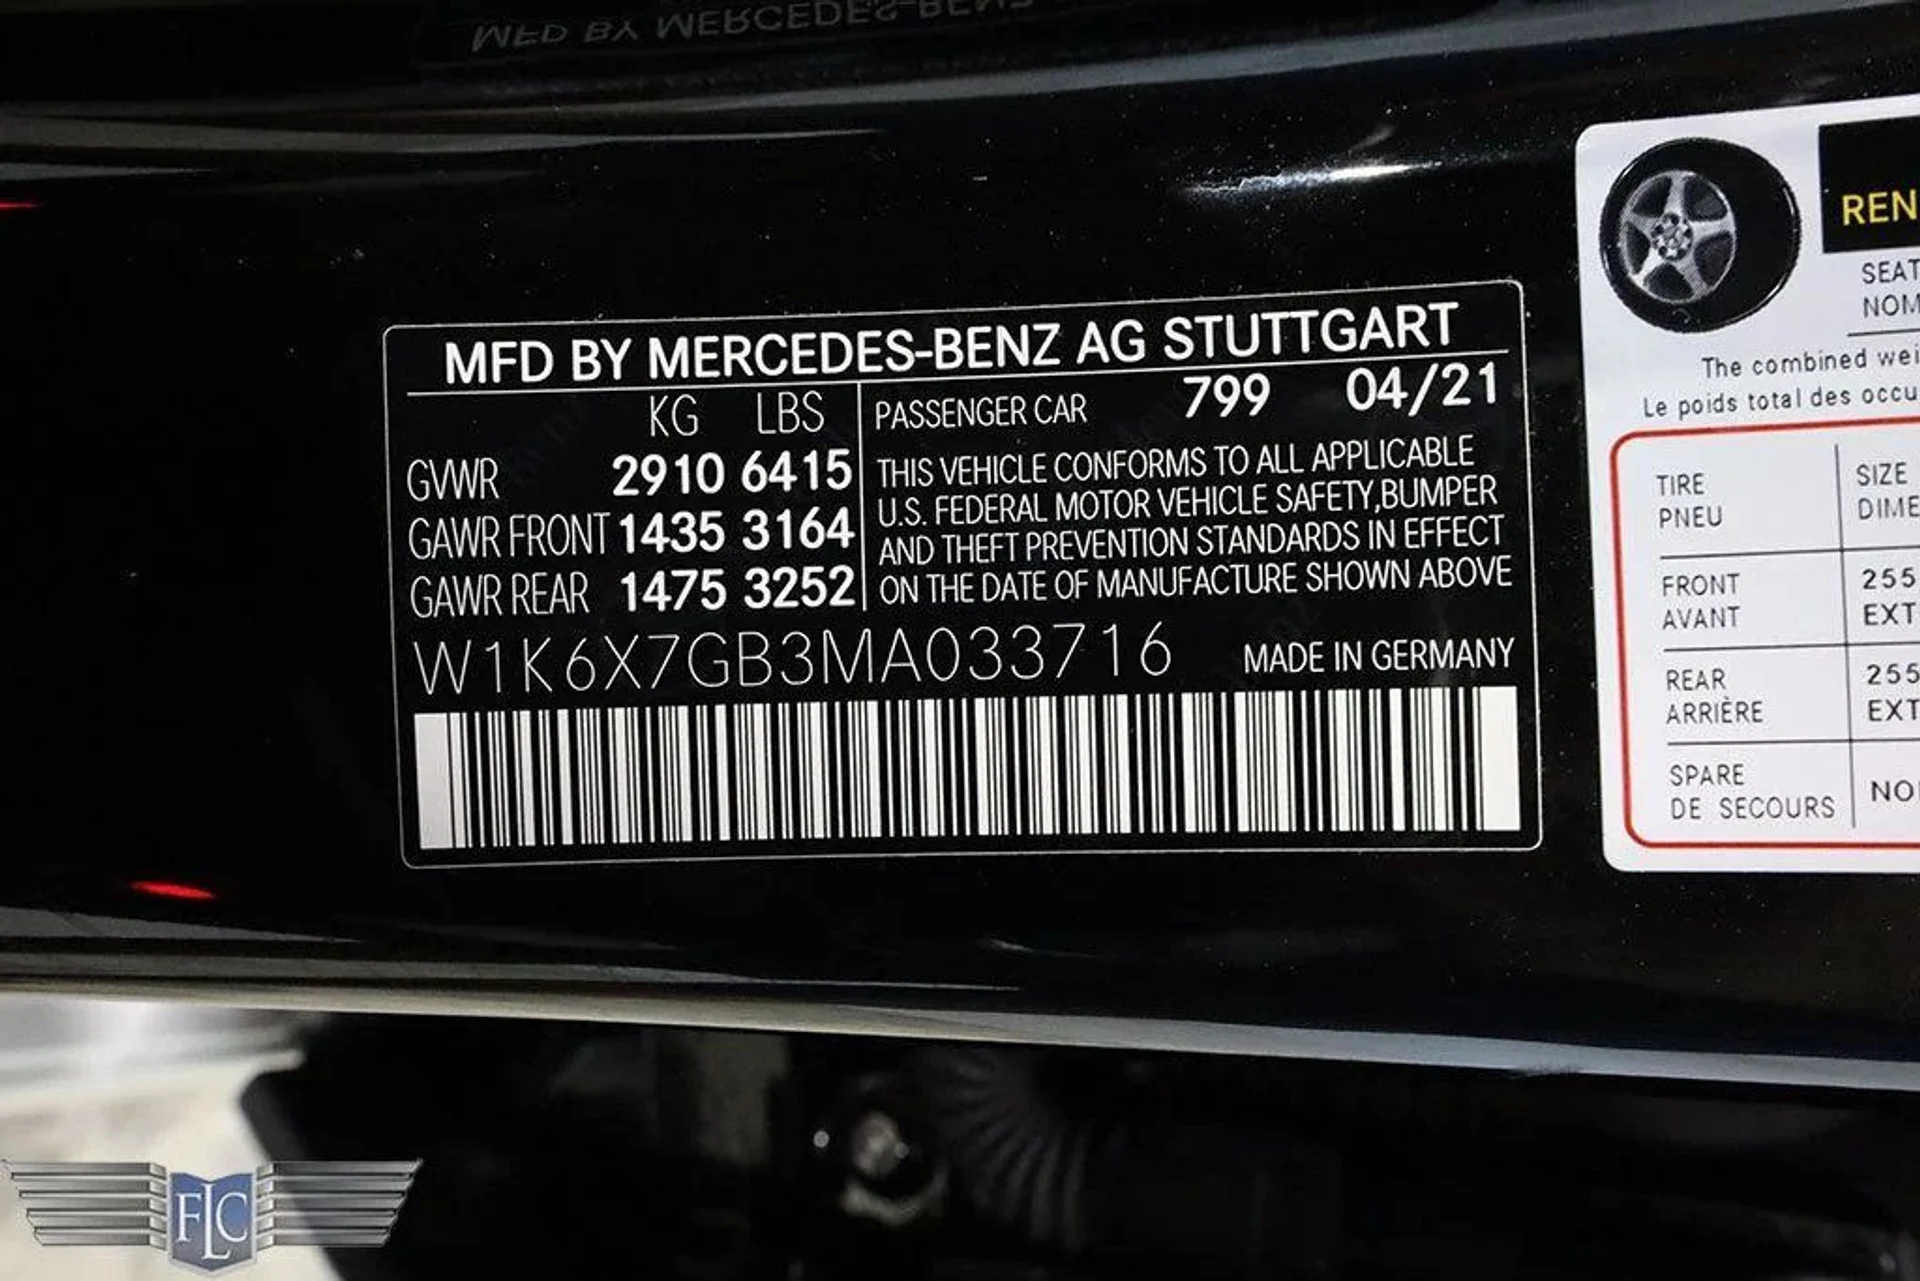 MFD BY MERCEDES-BENZ
MFD BY MERCEDES-BENZ AG STUTTGART
KG LBS
GVWR 2910 6415
GAWR FRONT 1435 3164
GAWR REAR 1475 3252
PASSENGER CAR 799 04/21
THIS VEHICLE CONFORMS TO ALL APPLICABLE
U.S. FEDERAL MOTOR VEHICLE SAFETY,BUMPER
AND THEFT PREVENTION STANDARDS IN EFFECT
ON THE DATE OF MANUFACTURE SHOWN ABOVE
W1K6X7GB3MA033716 MADE IN GERMANY
REN
SEAT
NOM
The combined wei
Le poids total des occu
TIRE SIZE
PNEU DIME
FRONT 255
AVANT EXT
REAR 255
ARRIÈRE EXT
SPARE
DE SECOURS
NO
FLC